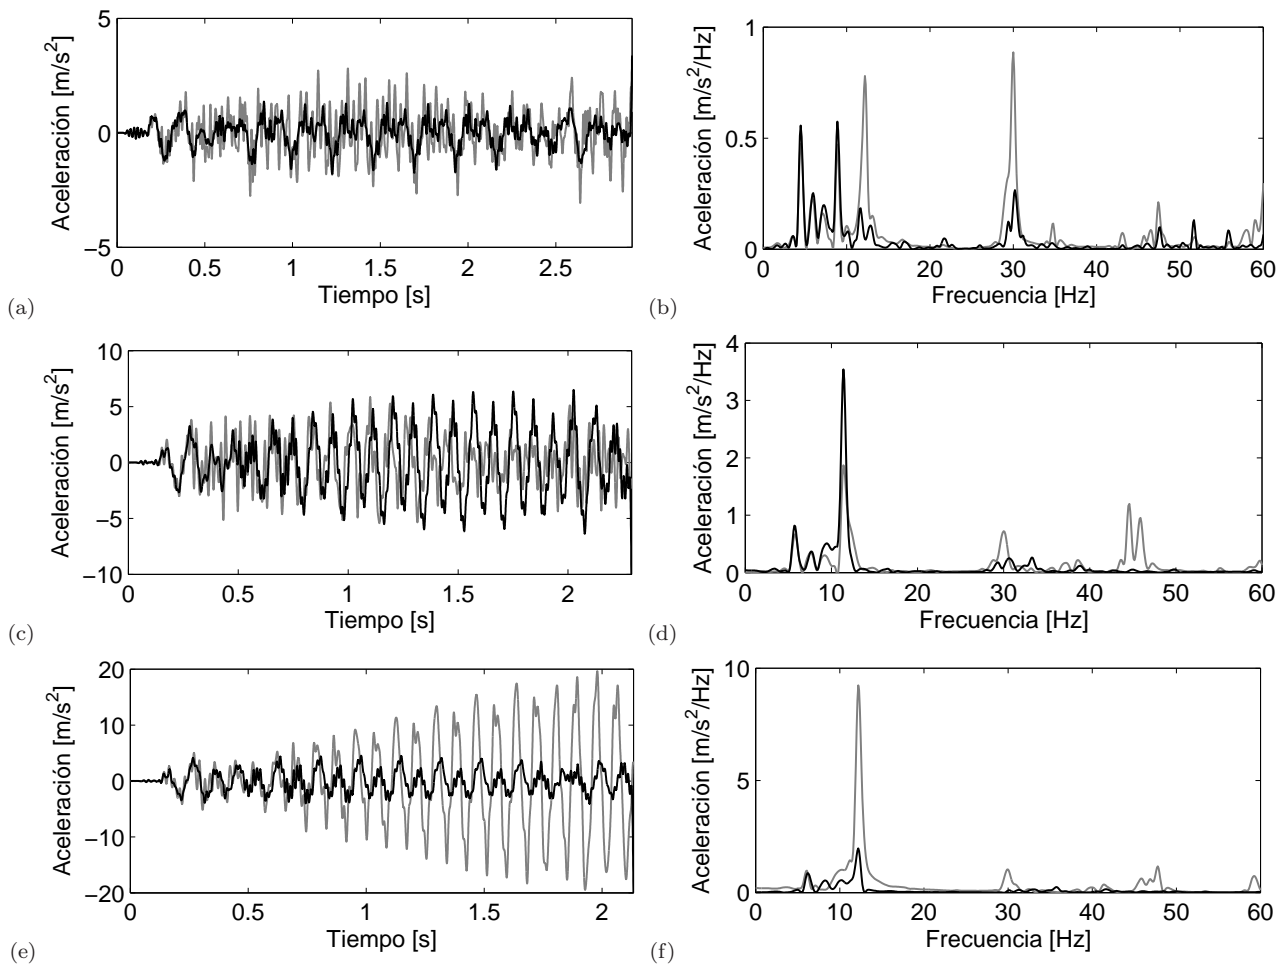 5
0
−5
0 0.5 1 1.5 2 2.5
Aceleración [m/s²]
Tiempo [s]
(a)
1
0.5
0
0 10 20 30 40 50 60
Aceleración [m/s²/Hz]
Frecuencia [Hz]
(b)
10
5
0
−5
−10
0 0.5 1 1.5 2
Aceleración [m/s²]
Tiempo [s]
(c)
4
3
2
1
0
0 10 20 30 40 50 60
Aceleración [m/s²/Hz]
Frecuencia [Hz]
(d)
20
10
0
−10
−20
0 0.5 1 1.5 2
Aceleración [m/s²]
Tiempo [s]
(e)
10
5
0
0 10 20 30 40 50 60
Aceleración [m/s²/Hz]
Frecuencia [Hz]
(f)